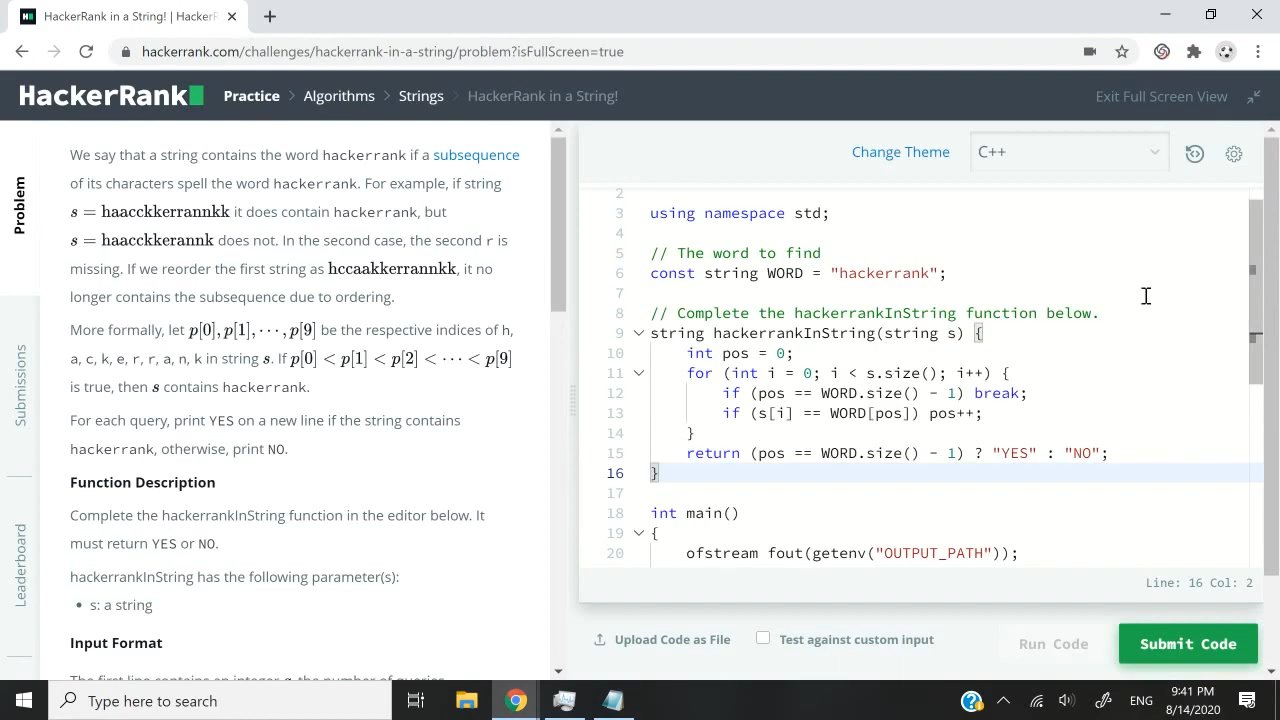 HackerRank in a String! | HackerR
hackerrank.com/challenges/hackerrank-in-a-string/problem?isFullScreen=true
HackerRank Practice > Algorithms > Strings > HackerRank in a String! Exit Full Screen View
Problem
Submissions
Leaderboard
We say that a string contains the word hackerrank if a subsequence
of its characters spell the word hackerrank. For example, if string
s = haacckkerrannkk it does contain hackerrank, but
s = haacckkerannk does not. In the second case, the second r is
missing. If we reorder the first string as hccaakkerrannkk, it no
longer contains the subsequence due to ordering.
More formally, let p[0], p[1], ⋯, p[9] be the respective indices of h,
a, c, k, e, r, r, a, n, k in string s. If p[0] < p[1] < p[2] < ⋯ < p[9]
is true, then s contains hackerrank.
For each query, print YES on a new line if the string contains
hackerrank, otherwise, print NO.
Function Description
Complete the hackerrankInString function in the editor below. It
must return YES or NO.
hackerrankInString has the following parameter(s):
• s: a string
Input Format
Change Theme C++
2
3 using namespace std;
4
5 // The word to find
6 const string WORD = "hackerrank";
7
8 // Complete the hackerrankInString function below.
9 string hackerrankInString(string s) {
10 int pos = 0;
11 for (int i = 0; i < s.size(); i++) {
12 if (pos == WORD.size() - 1) break;
13 if (s[i] == WORD[pos]) pos++;
14 }
15 return (pos == WORD.size() - 1) ? "YES" : "NO";
16 }
17
18 int main()
19 {
20 ofstream fout(getenv("OUTPUT_PATH"));
Line: 16 Col: 2
Upload Code as File Test against custom input Run Code Submit Code
Type here to search
ENG
9:41 PM
8/14/2020